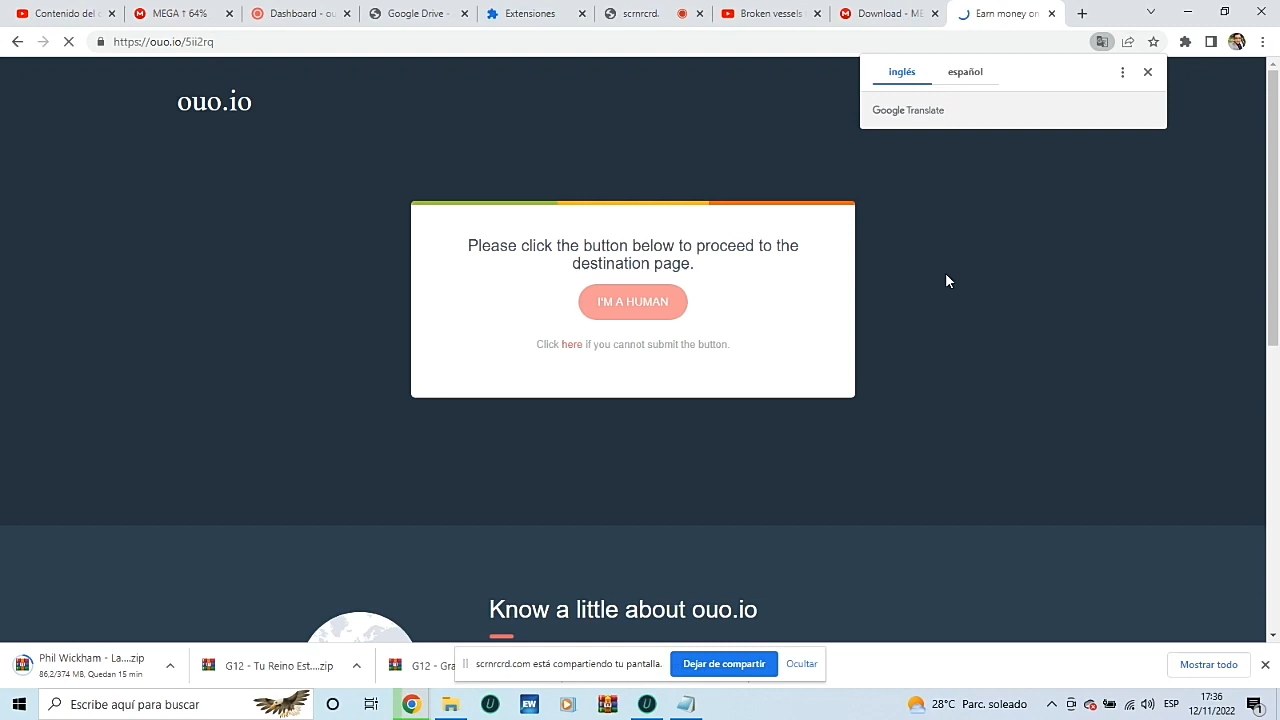 Contenido del c
MEGA ↑ 64%
Dashboard - ou
Google Drive -
Extensiones
scrnrcrd.
Broken vessels
Download - ME
Earn money on
https://ouo.io/5ii2rq
inglés
español
Google Translate
ouo.io
Please click the button below to proceed to the
destination page.
I'M A HUMAN
Click here if you cannot submit the button.
Know a little about ouo.io
Phil Wickham - La....zip
86,2/374 MB, Quedan 15 min
G12 - Tu Reino Est....zip
G12 - Gra
scrnrcrd.com está compartiendo tu pantalla.
Dejar de compartir
Ocultar
Mostrar todo
Escribe aquí para buscar
EW
28°C Parc. soleado
ESP
17:36
12/11/2022
1